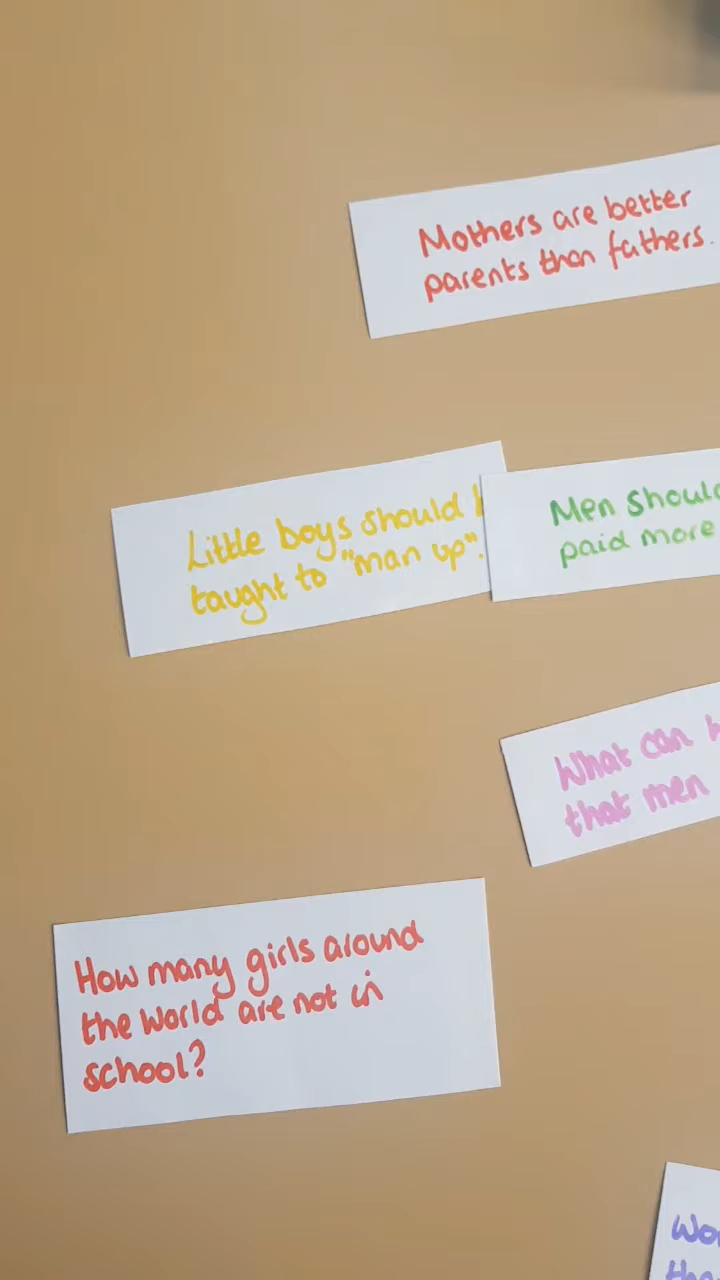 Mothers are better
parents than fathers.
Little boys should
taught to "man up".
Men should
paid more
What can
that men
How many girls around
the world are not in
school?